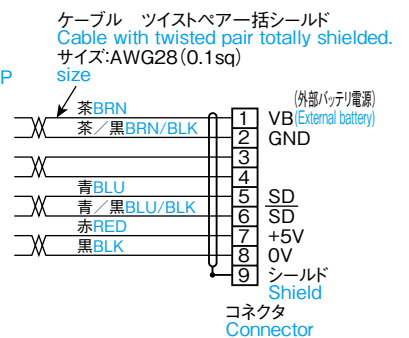 ケーブル　ツイストペアー括シールド
Cable with twisted pair totally shielded.
サイズ:AWG28(0.1sq)
P size
(外部バッテリ電源)
茶BRN
1 VB(External battery)
茶／黒BRN/BLK
2 GND
3
4
青BLU
5 SD
青／黒BLU/BLK
6 SD
赤RED
7 +5V
黒BLK
8 0V
9 シールド
Shield
コネクタ
Connector